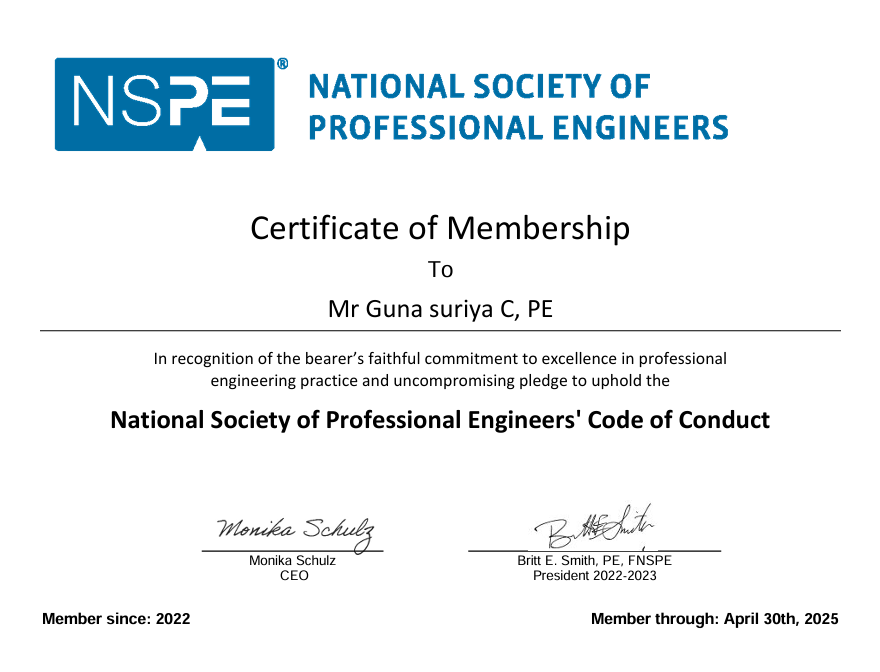 NSPE®
NATIONAL SOCIETY OF
PROFESSIONAL ENGINEERS
Certificate of Membership
To
Mr Guna suriya C, PE
In recognition of the bearer’s faithful commitment to excellence in professional
engineering practice and uncompromising pledge to uphold the
National Society of Professional Engineers' Code of Conduct
Monika Schulz
Britt E Smith
Monika Schulz
CEO
Britt E. Smith, PE, FNSPE
President 2022-2023
Member since: 2022
Member through: April 30th, 2025